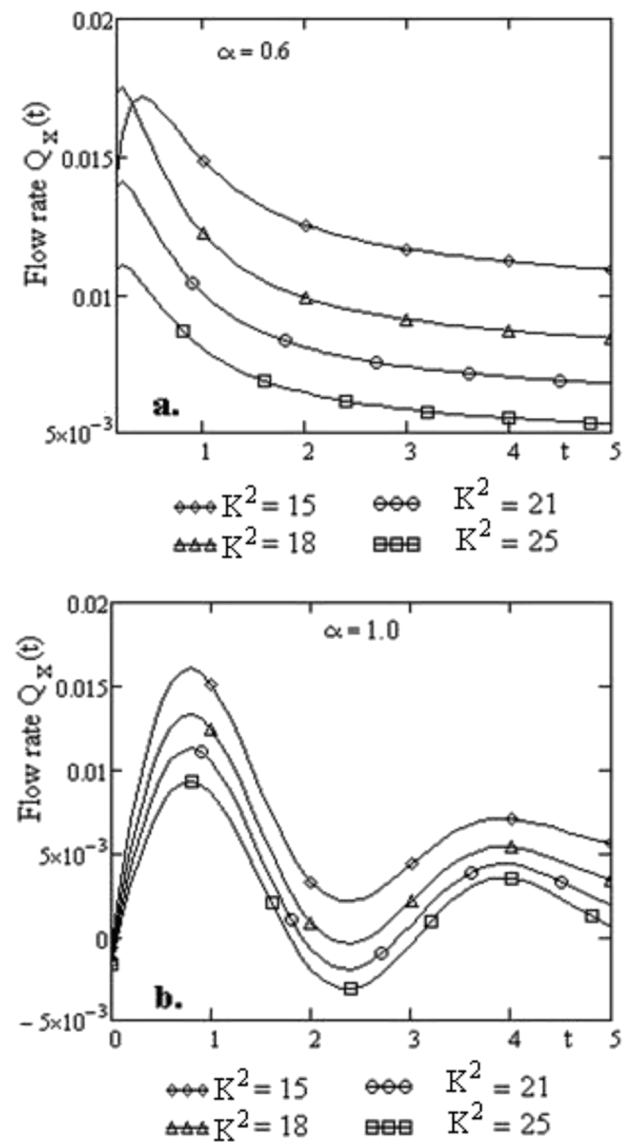 0.02
α = 0.6
Flow rate Qx(t)
0.015
0.01
a.
5×10⁻³
1 2 3 4 t 5
K² = 15 K² = 21
K² = 18 K² = 25
0.02
α = 1.0
Flow rate Qx(t)
0.015
0.01
5×10⁻³
0
b.
−5×10⁻³
0 1 2 3 4 t 5
K² = 15 K² = 21
K² = 18 K² = 25